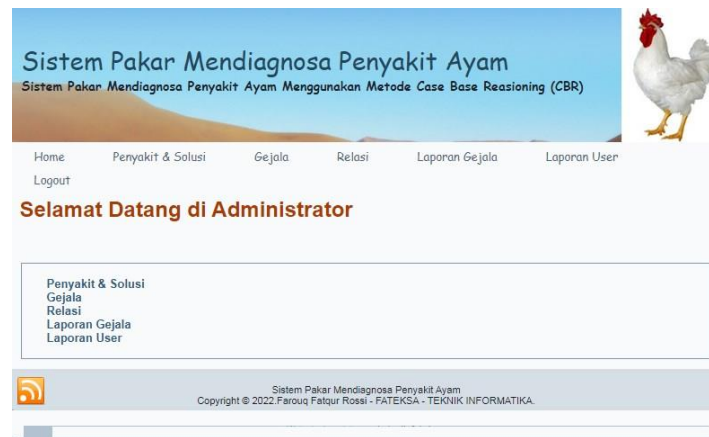 Sistem Pakar Mendiagnosa Penyakit Ayam
Sistem Pakar Mendiagnosa Penyakit Ayam Menggunakan Metode Case Base Reasioning (CBR)
Home Penyakit & Solusi Gejala Relasi Laporan Gejala Laporan User
Logout
Selamat Datang di Administrator
Penyakit & Solusi
Gejala
Relasi
Laporan Gejala
Laporan User
Sistem Pakar Mendiagnosa Penyakit Ayam
Copyright © 2022.Farouq Fatqur Rossi - FATEKSA - TEKNIK INFORMATIKA.